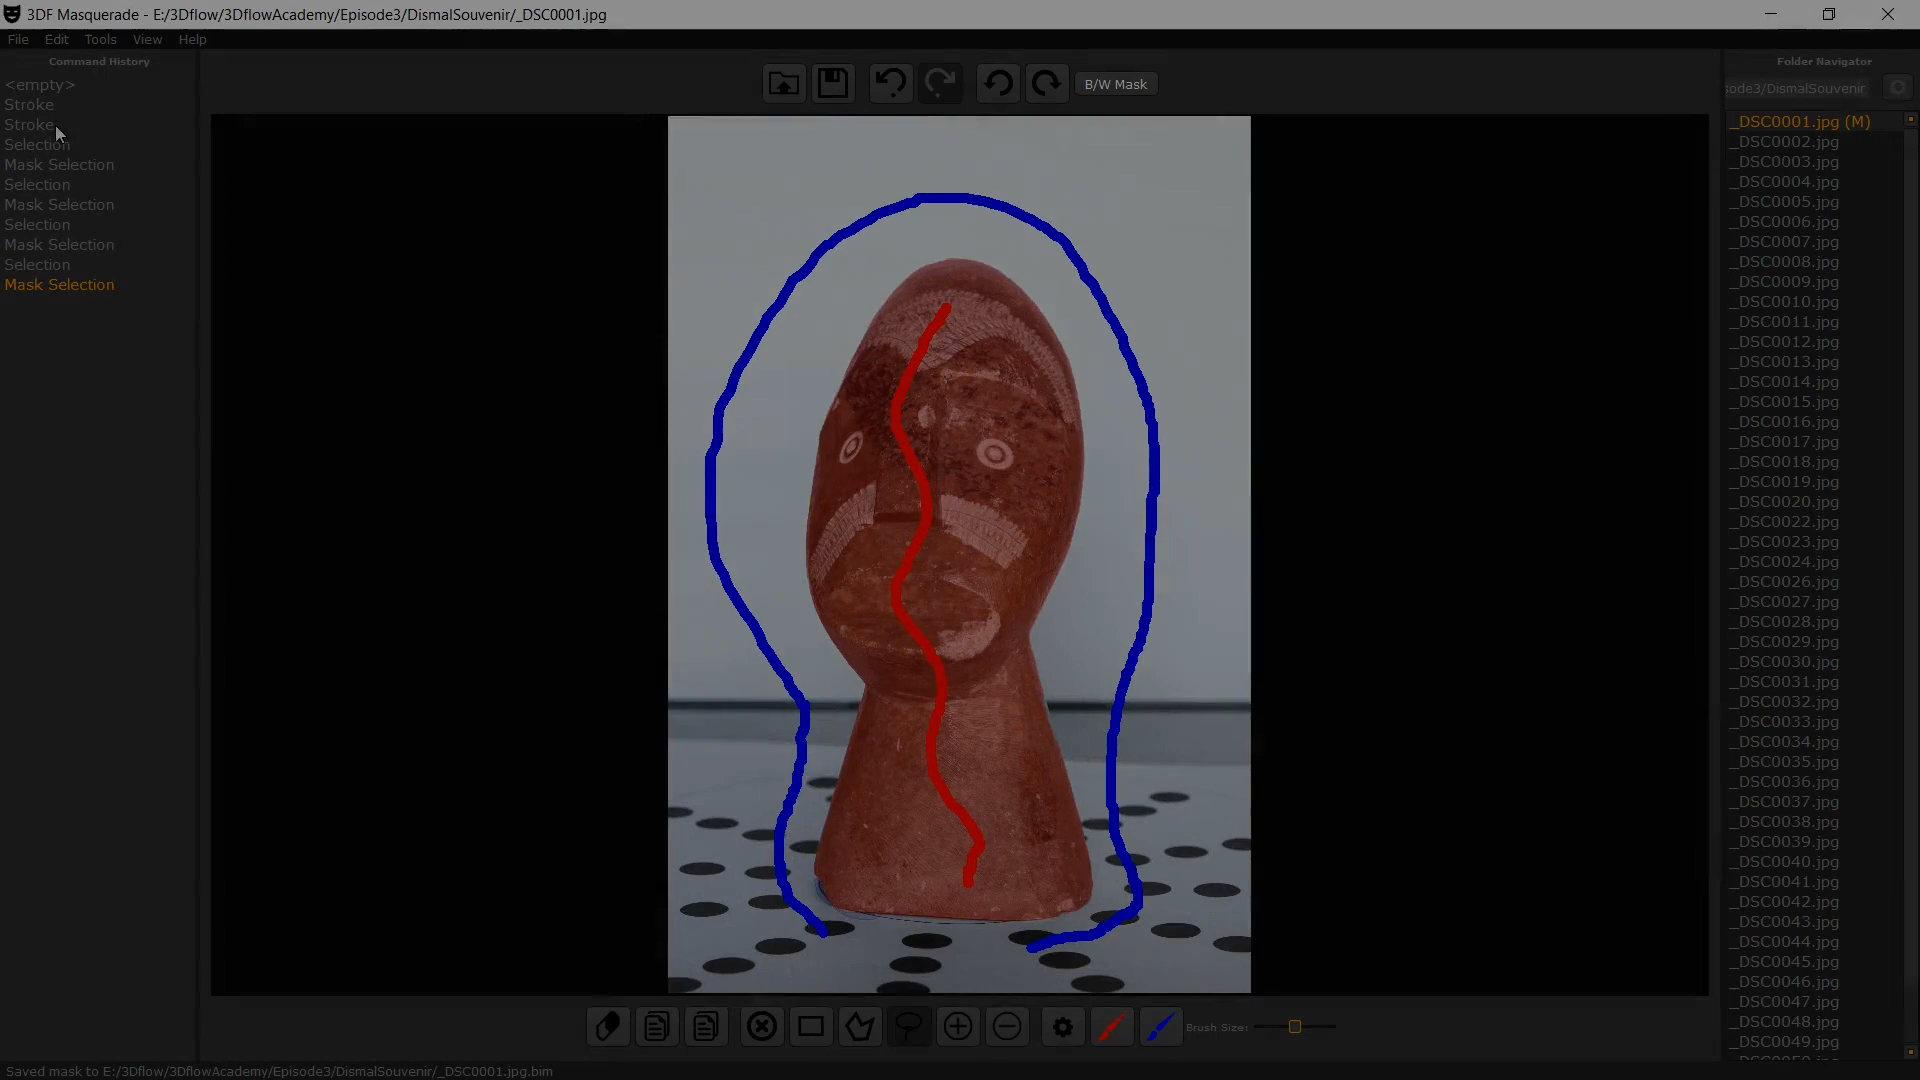 3DF Masquerade - E:/3Dflow/3DflowAcademy/Episode3/DismalSouvenir/_DSC0001.jpg
File Edit Tools View Help
Command History
<empty>
Stroke
Stroke
Selection
Mask Selection
Selection
Mask Selection
Selection
Mask Selection
Selection
Mask Selection
B/W Mask
Folder Navigator
sode3/DismalSouvenir
_DSC0001.jpg (M)
_DSC0002.jpg
_DSC0003.jpg
_DSC0004.jpg
_DSC0005.jpg
_DSC0006.jpg
_DSC0007.jpg
_DSC0008.jpg
_DSC0009.jpg
_DSC0010.jpg
_DSC0011.jpg
_DSC0012.jpg
_DSC0013.jpg
_DSC0014.jpg
_DSC0015.jpg
_DSC0016.jpg
_DSC0017.jpg
_DSC0018.jpg
_DSC0019.jpg
_DSC0020.jpg
_DSC0022.jpg
_DSC0023.jpg
_DSC0024.jpg
_DSC0026.jpg
_DSC0027.jpg
_DSC0028.jpg
_DSC0029.jpg
_DSC0030.jpg
_DSC0031.jpg
_DSC0032.jpg
_DSC0033.jpg
_DSC0034.jpg
_DSC0035.jpg
_DSC0036.jpg
_DSC0037.jpg
_DSC0038.jpg
_DSC0039.jpg
_DSC0040.jpg
_DSC0041.jpg
_DSC0042.jpg
_DSC0043.jpg
_DSC0044.jpg
_DSC0045.jpg
_DSC0046.jpg
_DSC0047.jpg
_DSC0048.jpg
_DSC0049.jpg
Brush Size:
Saved mask to E:/3Dflow/3DflowAcademy/Episode3/DismalSouvenir/_DSC0001.jpg.bim